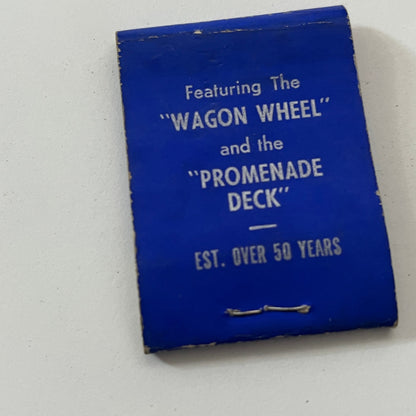 Featuring The
"WAGON WHEEL"
and the
"PROMENADE
DECK"
EST. OVER 50 YEARS